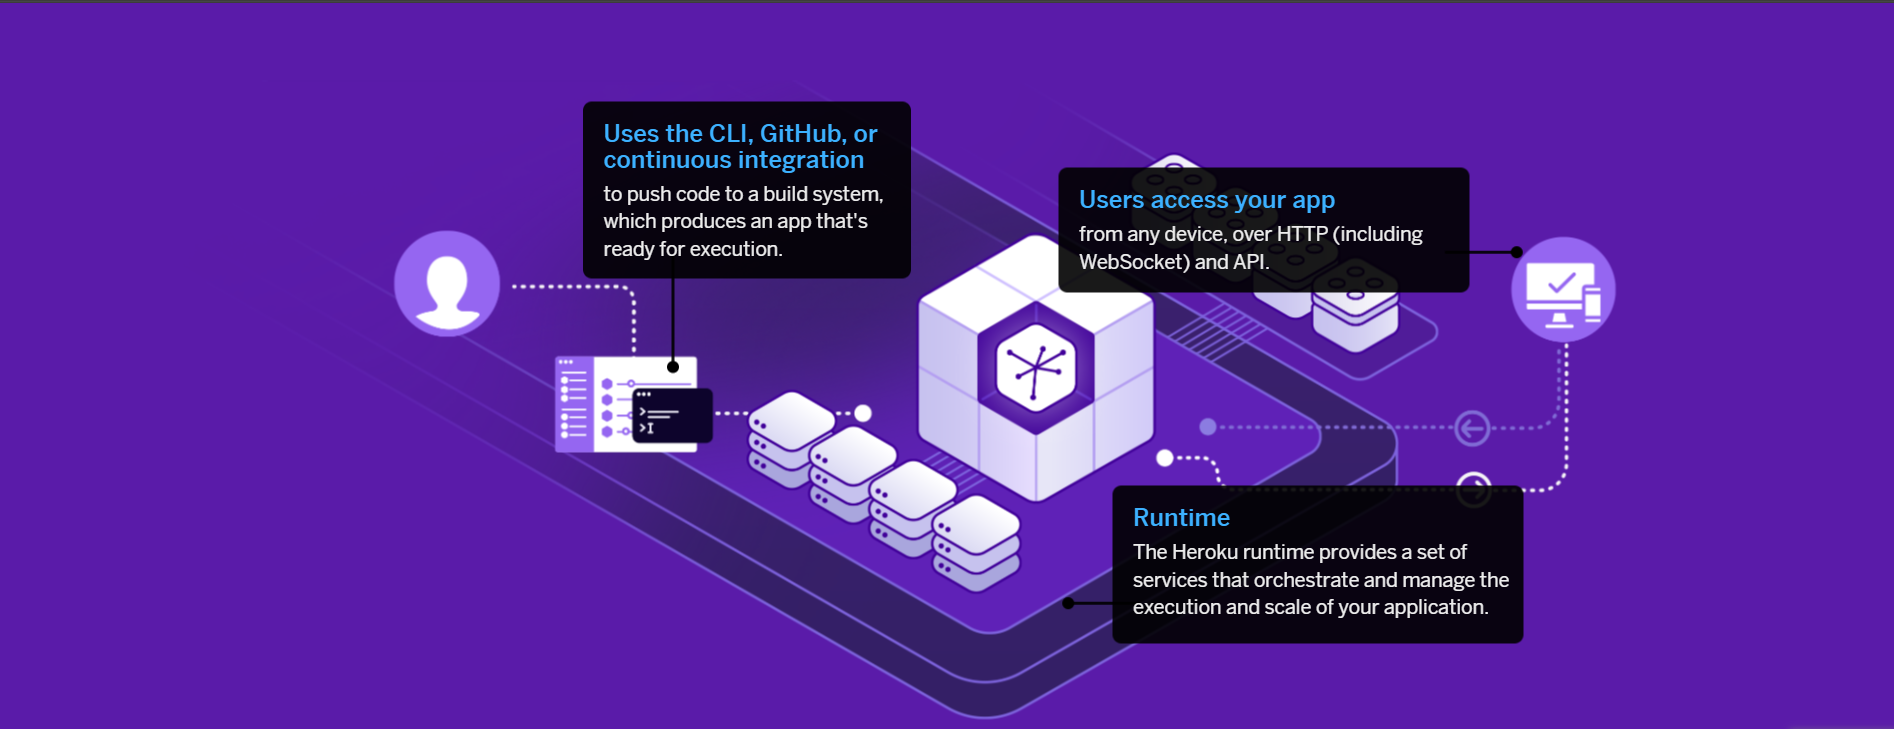 Uses the CLI, GitHub, or
continuous integration
to push code to a build system,
which produces an app that's
ready for execution.
Users access your app
from any device, over HTTP (including
WebSocket) and API.
Runtime
The Heroku runtime provides a set of
services that orchestrate and manage the
execution and scale of your application.